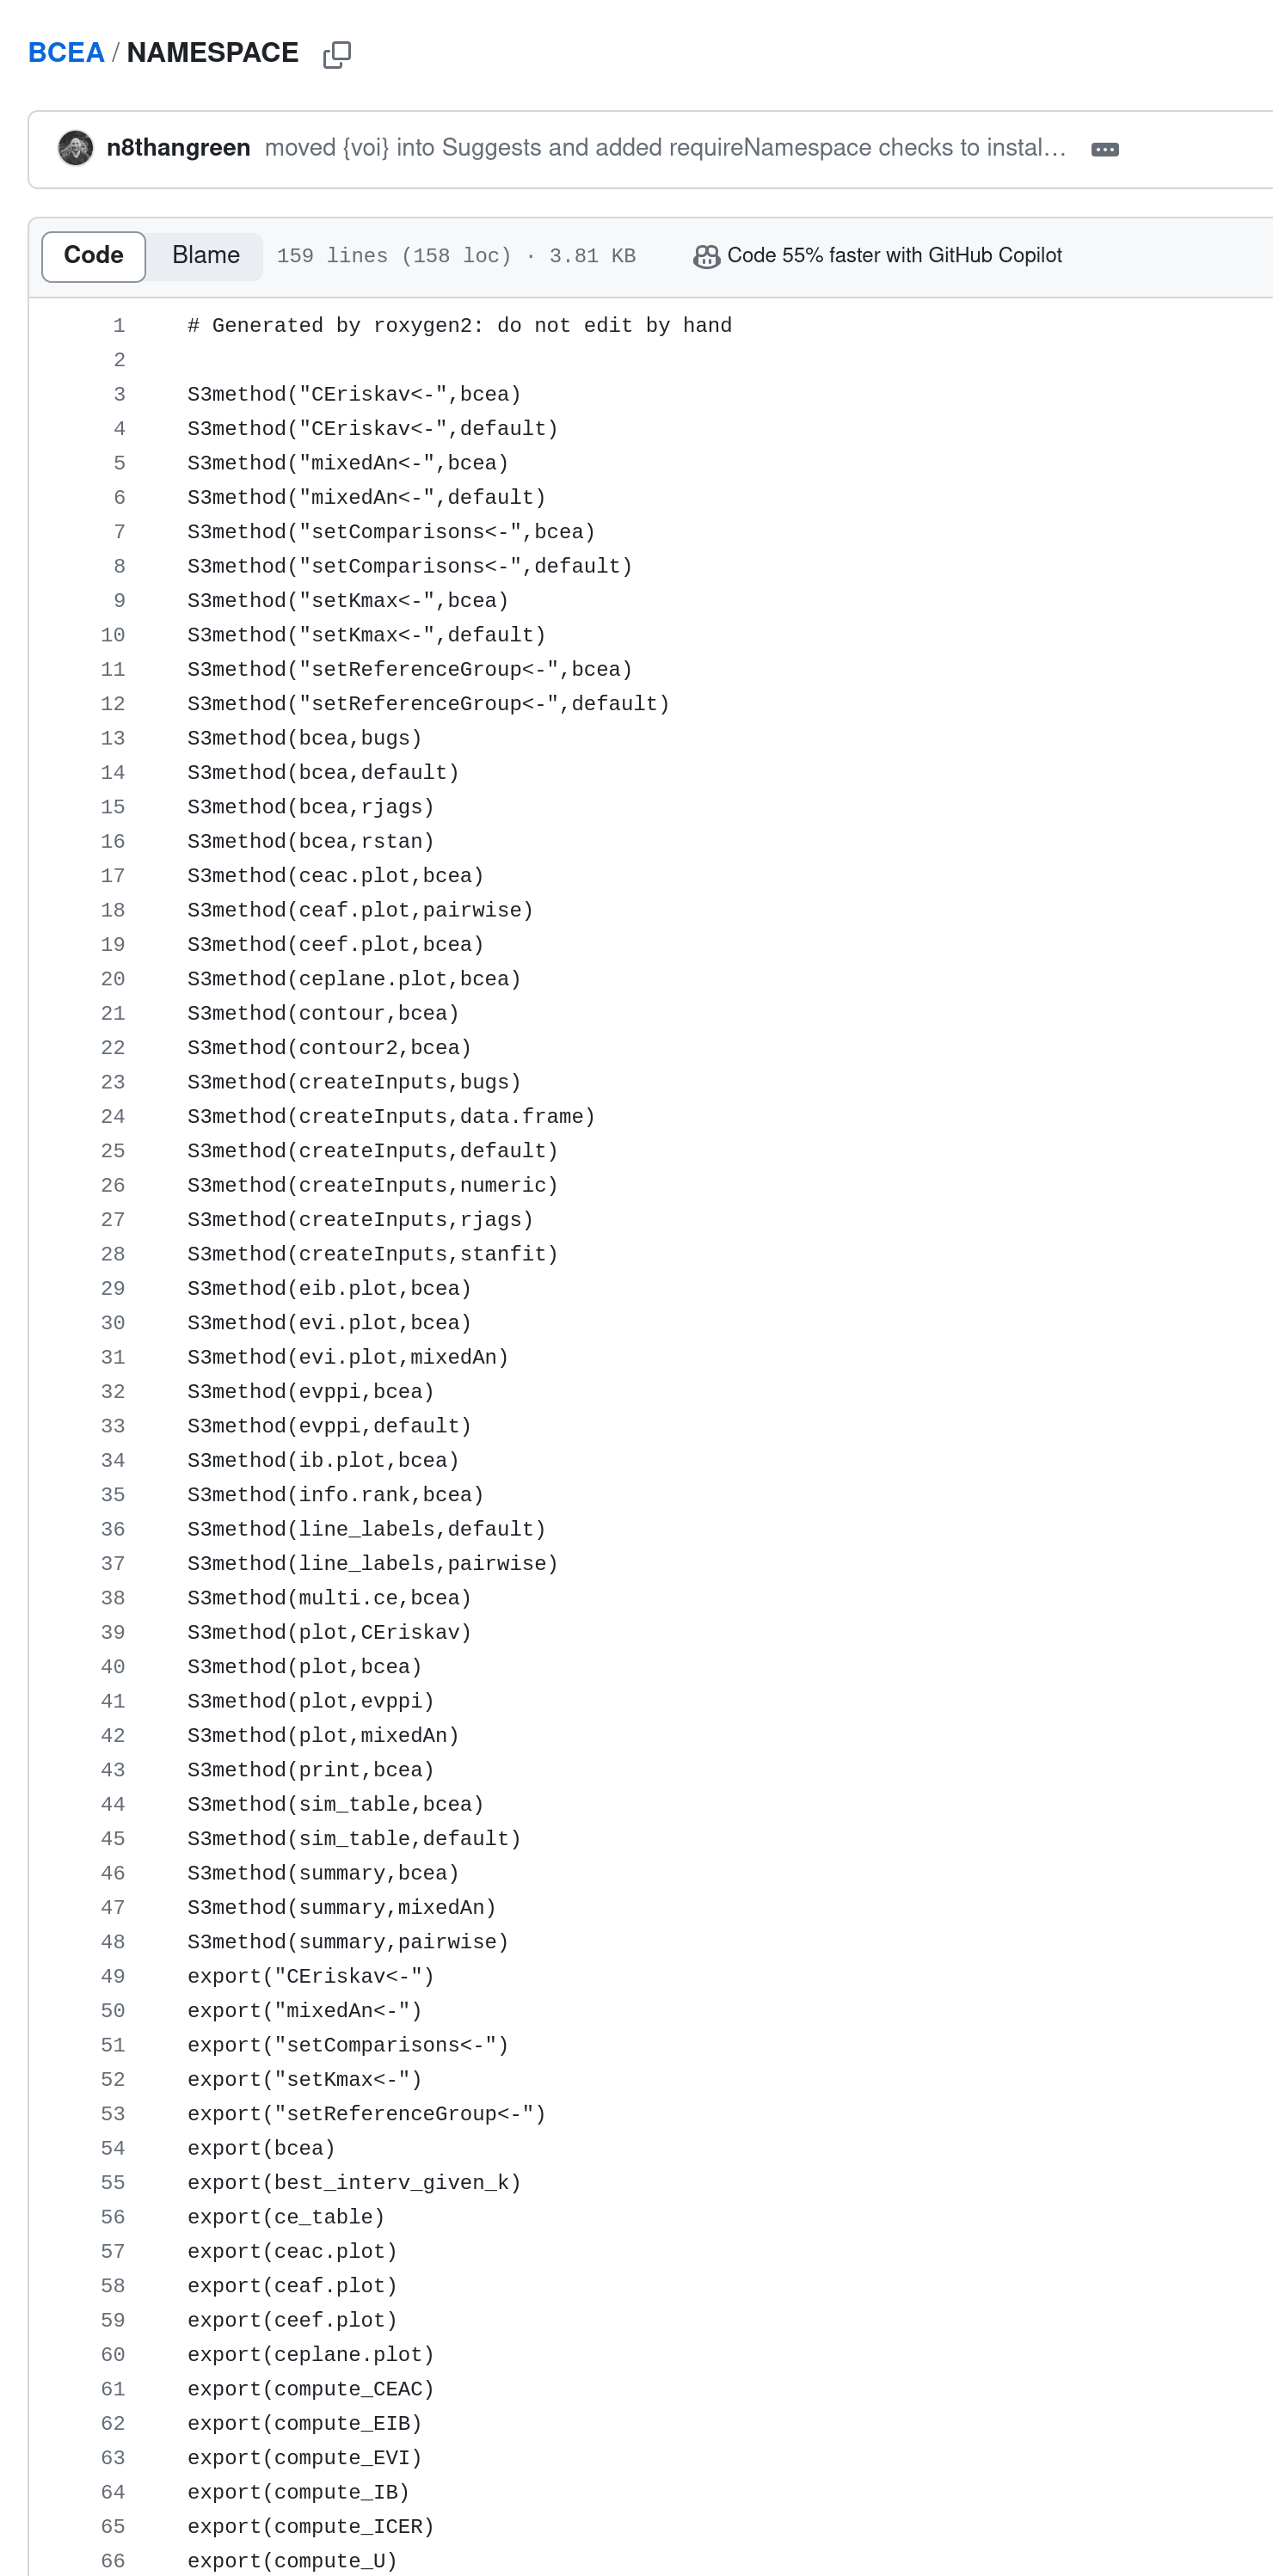 BCEA / NAMESPACE
n8thangreen moved {voi} into Suggests and added requireNamespace checks to instal…
Code Blame 159 lines (158 loc) · 3.81 KB Code 55% faster with GitHub Copilot
1 # Generated by roxygen2: do not edit by hand
2
3 S3method("CEriskav<-",bcea)
4 S3method("CEriskav<-",default)
5 S3method("mixedAn<-",bcea)
6 S3method("mixedAn<-",default)
7 S3method("setComparisons<-",bcea)
8 S3method("setComparisons<-",default)
9 S3method("setKmax<-",bcea)
10 S3method("setKmax<-",default)
11 S3method("setReferenceGroup<-",bcea)
12 S3method("setReferenceGroup<-",default)
13 S3method(bcea,bugs)
14 S3method(bcea,default)
15 S3method(bcea,rjags)
16 S3method(bcea,rstan)
17 S3method(ceac.plot,bcea)
18 S3method(ceaf.plot,pairwise)
19 S3method(ceef.plot,bcea)
20 S3method(ceplane.plot,bcea)
21 S3method(contour,bcea)
22 S3method(contour2,bcea)
23 S3method(createInputs,bugs)
24 S3method(createInputs,data.frame)
25 S3method(createInputs,default)
26 S3method(createInputs,numeric)
27 S3method(createInputs,rjags)
28 S3method(createInputs,stanfit)
29 S3method(eib.plot,bcea)
30 S3method(evi.plot,bcea)
31 S3method(evi.plot,mixedAn)
32 S3method(evppi,bcea)
33 S3method(evppi,default)
34 S3method(ib.plot,bcea)
35 S3method(info.rank,bcea)
36 S3method(line_labels,default)
37 S3method(line_labels,pairwise)
38 S3method(multi.ce,bcea)
39 S3method(plot,CEriskav)
40 S3method(plot,bcea)
41 S3method(plot,evppi)
42 S3method(plot,mixedAn)
43 S3method(print,bcea)
44 S3method(sim_table,bcea)
45 S3method(sim_table,default)
46 S3method(summary,bcea)
47 S3method(summary,mixedAn)
48 S3method(summary,pairwise)
49 export("CEriskav<-")
50 export("mixedAn<-")
51 export("setComparisons<-")
52 export("setKmax<-")
53 export("setReferenceGroup<-")
54 export(bcea)
55 export(best_interv_given_k)
56 export(ce_table)
57 export(ceac.plot)
58 export(ceaf.plot)
59 export(ceef.plot)
60 export(ceplane.plot)
61 export(compute_CEAC)
62 export(compute_EIB)
63 export(compute_EVI)
64 export(compute_IB)
65 export(compute_ICER)
66 export(compute_U)